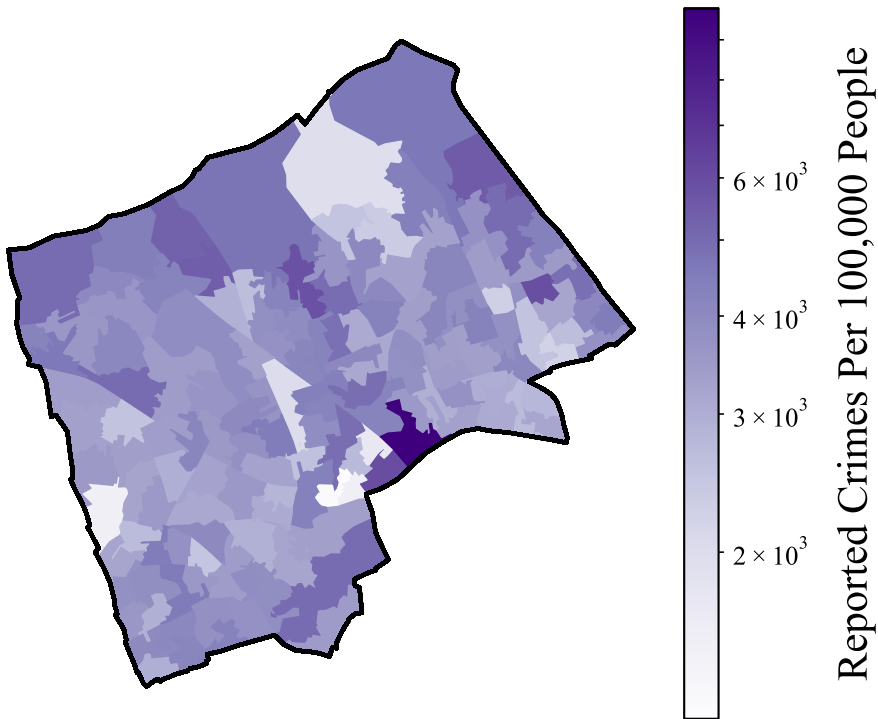 6 × 10³
4 × 10³
3 × 10³
2 × 10³
Reported Crimes Per 100,000 People